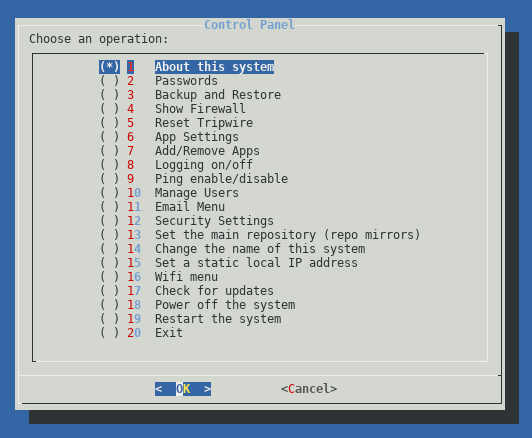 Control Panel
Choose an operation:
(*) 1 About this system
( ) 2 Passwords
( ) 3 Backup and Restore
( ) 4 Show Firewall
( ) 5 Reset Tripwire
( ) 6 App Settings
( ) 7 Add/Remove Apps
( ) 8 Logging on/off
( ) 9 Ping enable/disable
( ) 10 Manage Users
( ) 11 Email Menu
( ) 12 Security Settings
( ) 13 Set the main repository (repo mirrors)
( ) 14 Change the name of this system
( ) 15 Set a static local IP address
( ) 16 Wifi menu
( ) 17 Check for updates
( ) 18 Power off the system
( ) 19 Restart the system
( ) 20 Exit
< OK > <Cancel>